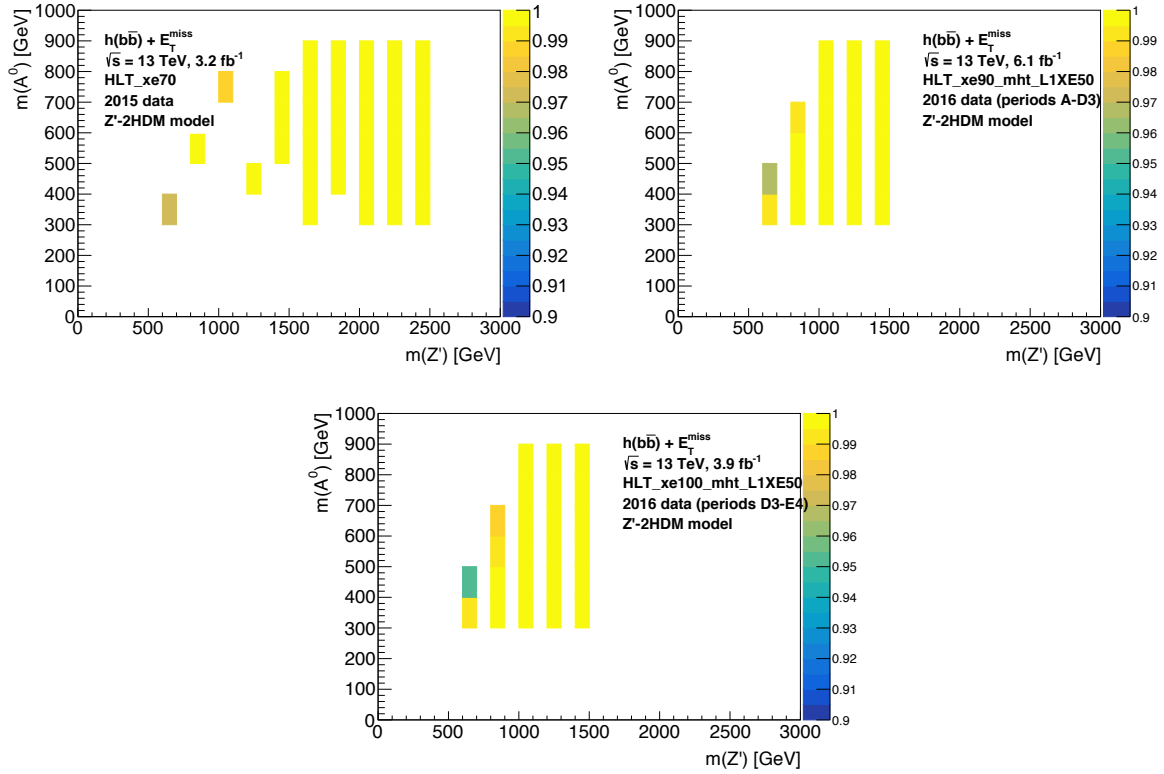 m(A⁰) [GeV]
1000
900
800
700
600
500
400
300
200
100
0
h(bb̅) + E_T^miss
√s = 13 TeV, 3.2 fb⁻¹
HLT_xe70
2015 data
Z'-2HDM model
0 500 1000 1500 2000 2500 3000
m(Z') [GeV]
1
0.99
0.98
0.97
0.96
0.95
0.94
0.93
0.92
0.91
0.9
m(A⁰) [GeV]
1000
900
800
700
600
500
400
300
200
100
0
h(bb̅) + E_T^miss
√s = 13 TeV, 6.1 fb⁻¹
HLT_xe90_mht_L1XE50
2016 data (periods A-D3)
Z'-2HDM model
0 500 1000 1500 2000 2500 3000
m(Z') [GeV]
1
0.99
0.98
0.97
0.96
0.95
0.94
0.93
0.92
0.91
0.9
m(A⁰) [GeV]
1000
900
800
700
600
500
400
300
200
100
0
h(bb̅) + E_T^miss
√s = 13 TeV, 3.9 fb⁻¹
HLT_xe100_mht_L1XE50
2016 data (periods D3-E4)
Z'-2HDM model
0 500 1000 1500 2000 2500 3000
m(Z') [GeV]
1
0.99
0.98
0.97
0.96
0.95
0.94
0.93
0.92
0.91
0.9